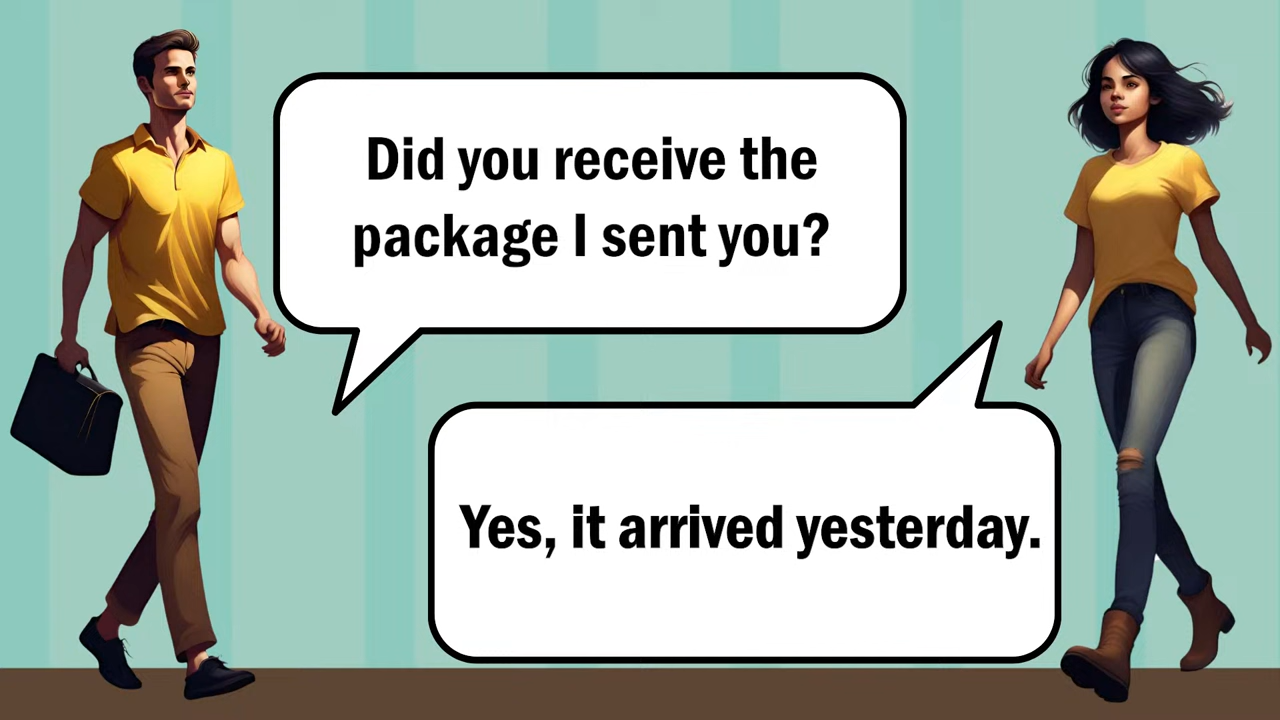 Did you receive the
package I sent you?
Yes, it arrived yesterday.